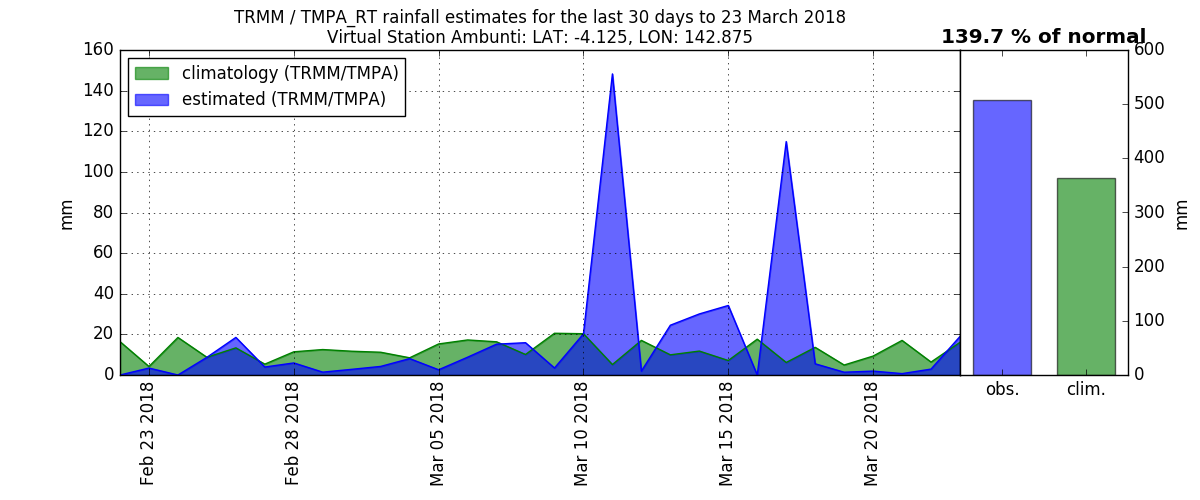 TRMM / TMPA_RT rainfall estimates for the last 30 days to 23 March 2018
Virtual Station Ambunti: LAT: -4.125, LON: 142.875
139.7 % of normal
climatology (TRMM/TMPA)
estimated (TRMM/TMPA)
160
140
120
100
80
60
40
20
0
mm
Feb 23 2018
Feb 28 2018
Mar 05 2018
Mar 10 2018
Mar 15 2018
Mar 20 2018
obs.
clim.
600
500
400
300
200
100
0
mm